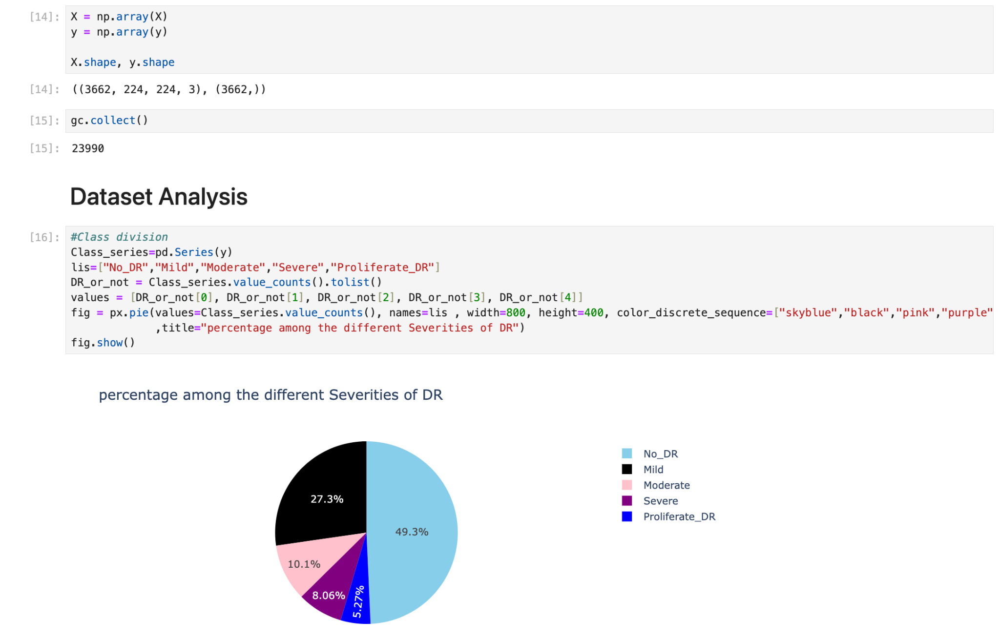 [14]: X = np.array(X)
y = np.array(y)
X.shape, y.shape
[14]: ((3662, 224, 224, 3), (3662,))
[15]: gc.collect()
[15]: 23990
Dataset Analysis
[16]: #Class division
Class_series=pd.Series(y)
lis=["No_DR","Mild","Moderate","Severe","Proliferate_DR"]
DR_or_not = Class_series.value_counts().tolist()
values = [DR_or_not[0], DR_or_not[1], DR_or_not[2], DR_or_not[3], DR_or_not[4]]
fig = px.pie(values=Class_series.value_counts(), names=lis , width=800, height=400, color_discrete_sequence=["skyblue","black","pink","purple"
,title="percentage among the different Severities of DR")
fig.show()
percentage among the different Severities of DR
27.3%
49.3%
10.1%
8.06%
5.27%
No_DR
Mild
Moderate
Severe
Proliferate_DR